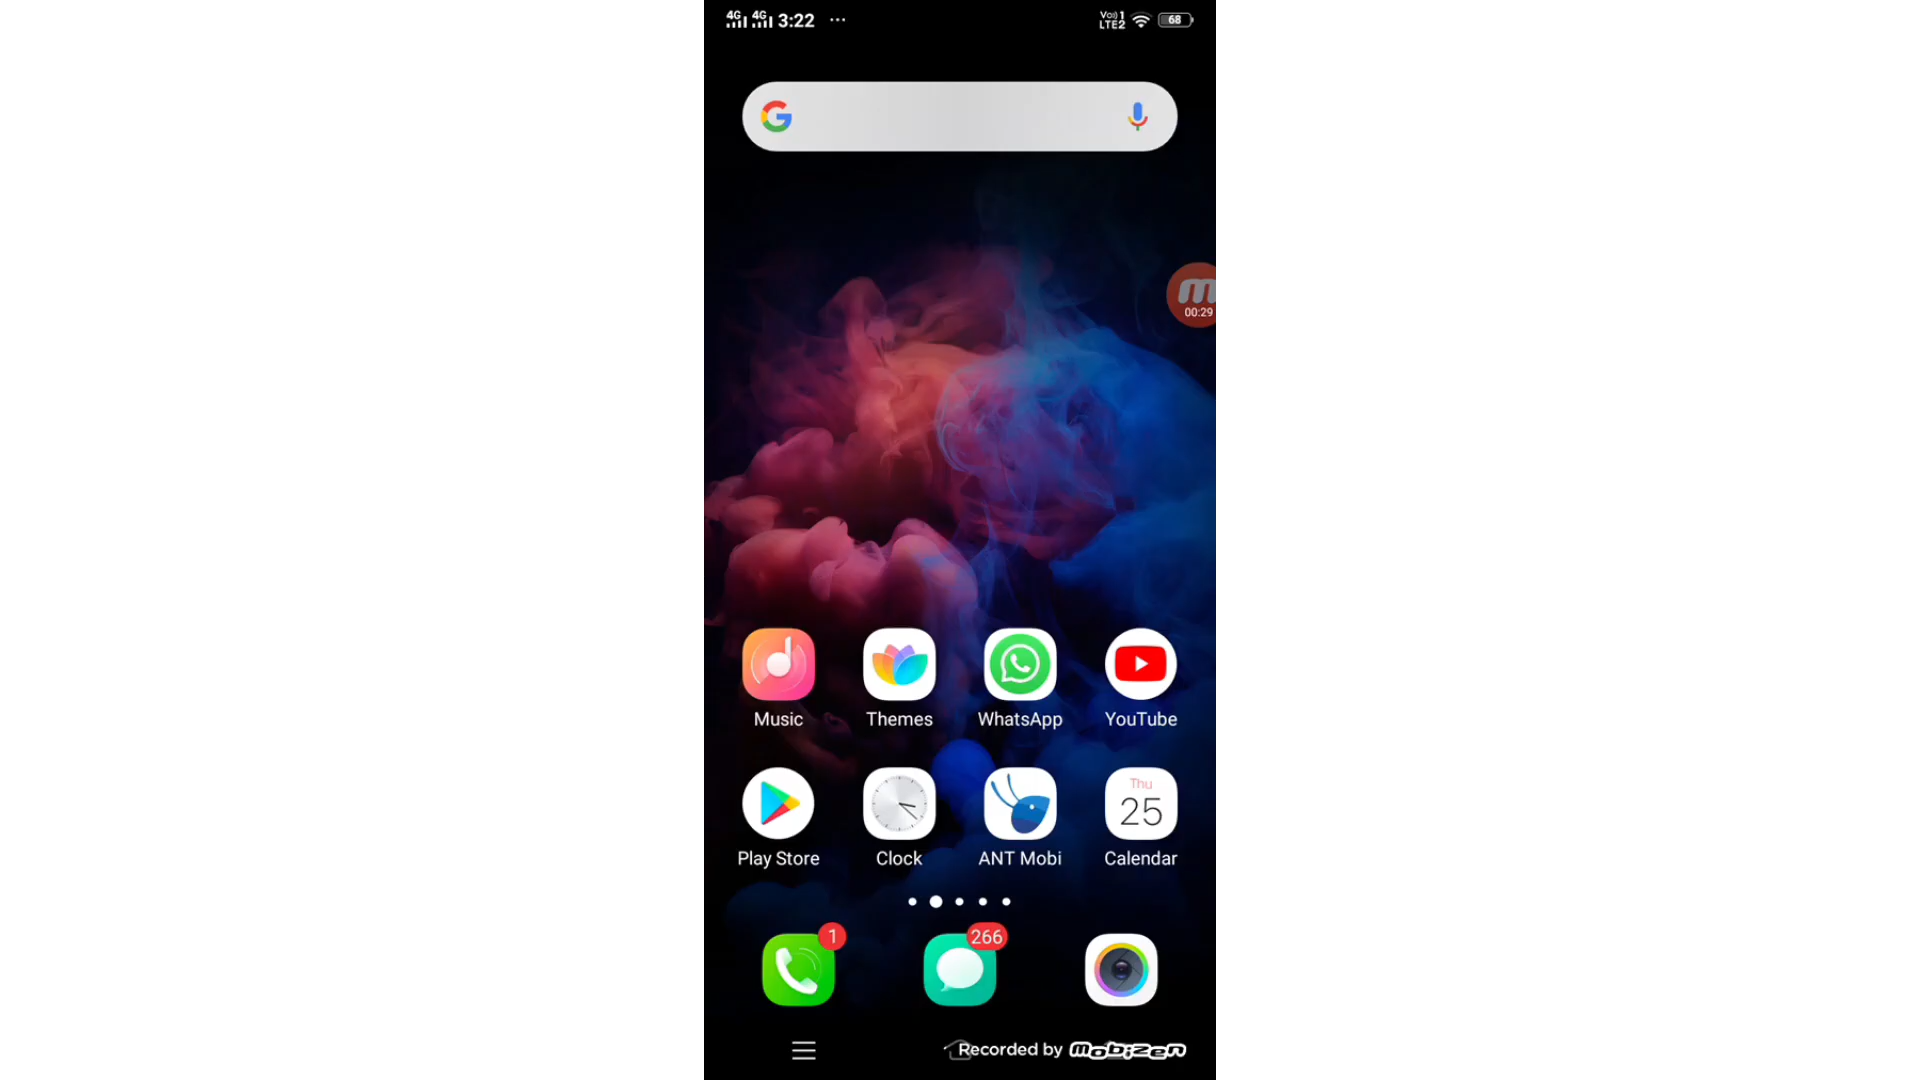 4G 4G 3:22 ... Vo)) 1 LTE2 68
G
m
00:29
Music Themes WhatsApp YouTube
Thu
25
Play Store Clock ANT Mobi Calendar
1 266
Recorded by Mobizen